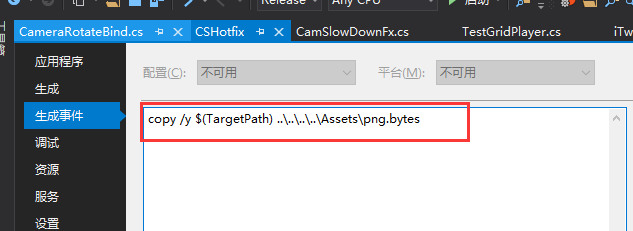 Release Any CPU 启动
CameraRotateBind.cs CSHotfix CamSlowDownFx.cs TestGridPlayer.cs iTw
应用程序
配置(C): 不可用 平台(M): 不可用
生成
生成事件
copy /y $(TargetPath) ..\..\..\..\Assets\png.bytes
调试
资源
服务
设置